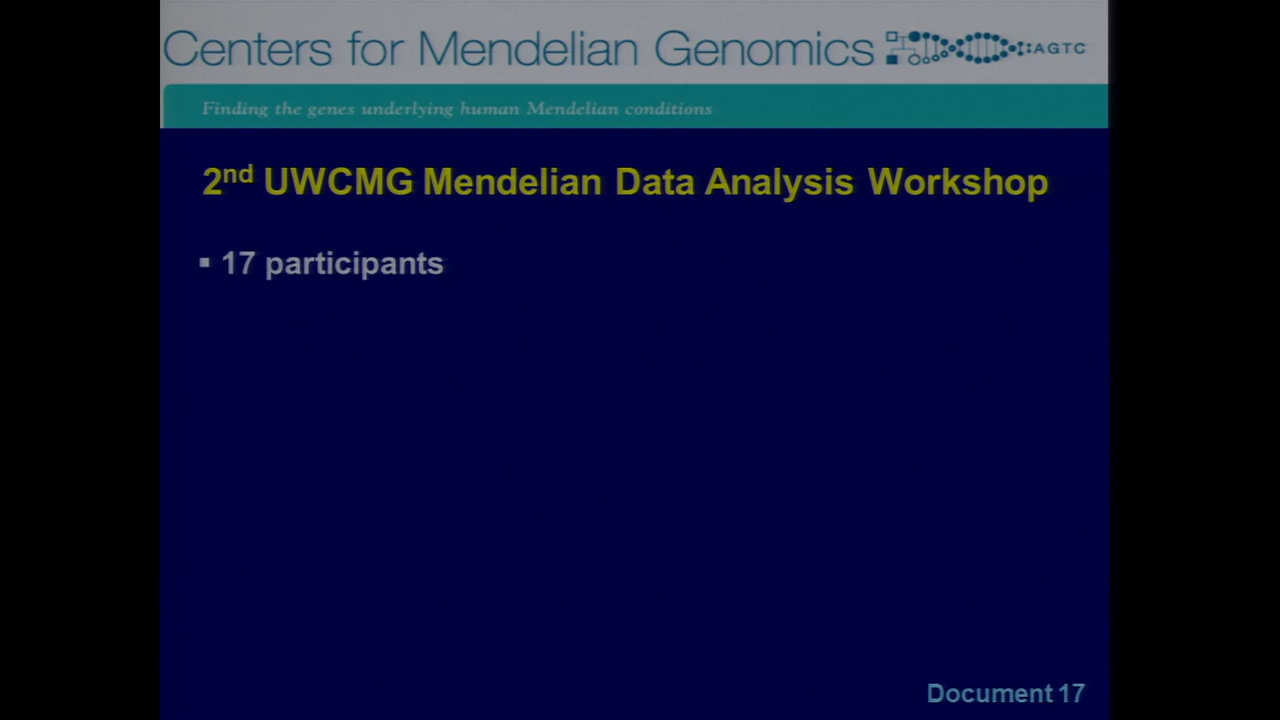 Centers for Mendelian Genomics AGTC
Finding the genes underlying human Mendelian conditions
2nd UWCMG Mendelian Data Analysis Workshop
▪ 17 participants
Document 17